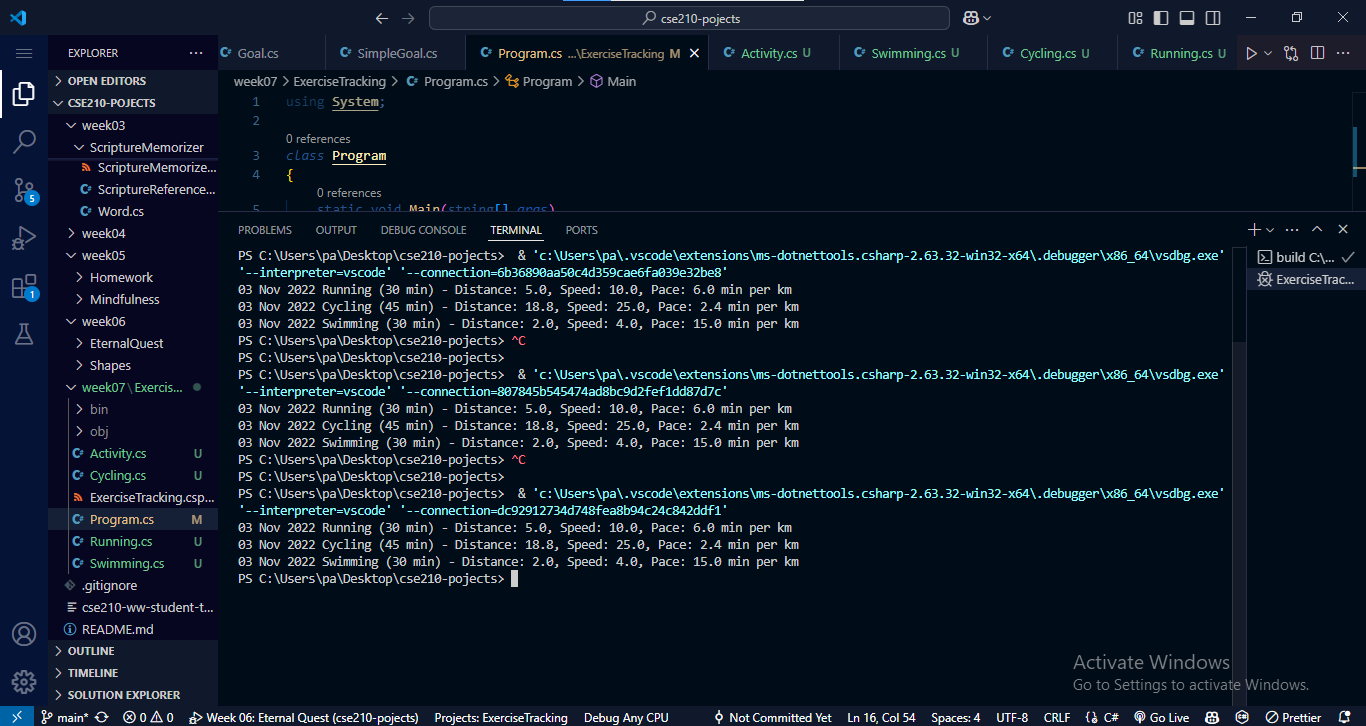 cse210-pojects
EXPLORER
Goal.cs
SimpleGoal.cs
Program.cs ...\ExerciseTracking M
Activity.cs U
Swimming.cs U
Cycling.cs U
Running.cs U
OPEN EDITORS
CSE210-POJECTS
week03
ScriptureMemorizer
ScriptureMemorize...
ScriptureReference...
Word.cs
week04
week05
Homework
Mindfulness
week06
EternalQuest
Shapes
week07\Exercis...
bin
obj
Activity.cs U
Cycling.cs U
ExerciseTracking.csp...
Program.cs M
Running.cs U
Swimming.cs U
.gitignore
cse210-ww-student-t...
README.md
OUTLINE
TIMELINE
SOLUTION EXPLORER
week07 > ExerciseTracking > Program.cs > Program > Main
1 using System;
2
0 references
3 class Program
4 {
0 references
5 static void Main(string[] args)
PROBLEMS OUTPUT DEBUG CONSOLE TERMINAL PORTS
PS C:\Users\pa\Desktop\cse210-pojects> & 'c:\Users\pa\.vscode\extensions\ms-dotnettools.csharp-2.63.32-win32-x64\.debugger\x86_64\vsdbg.exe'
'--interpreter=vscode' '--connection=6b36890aa50c4d359cae6fa039e32be8'
03 Nov 2022 Running (30 min) - Distance: 5.0, Speed: 10.0, Pace: 6.0 min per km
03 Nov 2022 Cycling (45 min) - Distance: 18.8, Speed: 25.0, Pace: 2.4 min per km
03 Nov 2022 Swimming (30 min) - Distance: 2.0, Speed: 4.0, Pace: 15.0 min per km
PS C:\Users\pa\Desktop\cse210-pojects> ^C
PS C:\Users\pa\Desktop\cse210-pojects>
PS C:\Users\pa\Desktop\cse210-pojects> & 'c:\Users\pa\.vscode\extensions\ms-dotnettools.csharp-2.63.32-win32-x64\.debugger\x86_64\vsdbg.exe'
'--interpreter=vscode' '--connection=807845b545474ad8bc9d2fef1dd87d7c'
03 Nov 2022 Running (30 min) - Distance: 5.0, Speed: 10.0, Pace: 6.0 min per km
03 Nov 2022 Cycling (45 min) - Distance: 18.8, Speed: 25.0, Pace: 2.4 min per km
03 Nov 2022 Swimming (30 min) - Distance: 2.0, Speed: 4.0, Pace: 15.0 min per km
PS C:\Users\pa\Desktop\cse210-pojects> ^C
PS C:\Users\pa\Desktop\cse210-pojects>
PS C:\Users\pa\Desktop\cse210-pojects> & 'c:\Users\pa\.vscode\extensions\ms-dotnettools.csharp-2.63.32-win32-x64\.debugger\x86_64\vsdbg.exe'
'--interpreter=vscode' '--connection=dc92912734d748fea8b94c24c842ddf1'
03 Nov 2022 Running (30 min) - Distance: 5.0, Speed: 10.0, Pace: 6.0 min per km
03 Nov 2022 Cycling (45 min) - Distance: 18.8, Speed: 25.0, Pace: 2.4 min per km
03 Nov 2022 Swimming (30 min) - Distance: 2.0, Speed: 4.0, Pace: 15.0 min per km
PS C:\Users\pa\Desktop\cse210-pojects>
build C:\...
ExerciseTrac...
5
1
Activate Windows
Go to Settings to activate Windows.
main* 0 0 Week 06: Eternal Quest (cse210-pojects) Projects: ExerciseTracking Debug Any CPU Not Committed Yet Ln 16, Col 54 Spaces: 4 UTF-8 CRLF {} C# Go Live Prettier